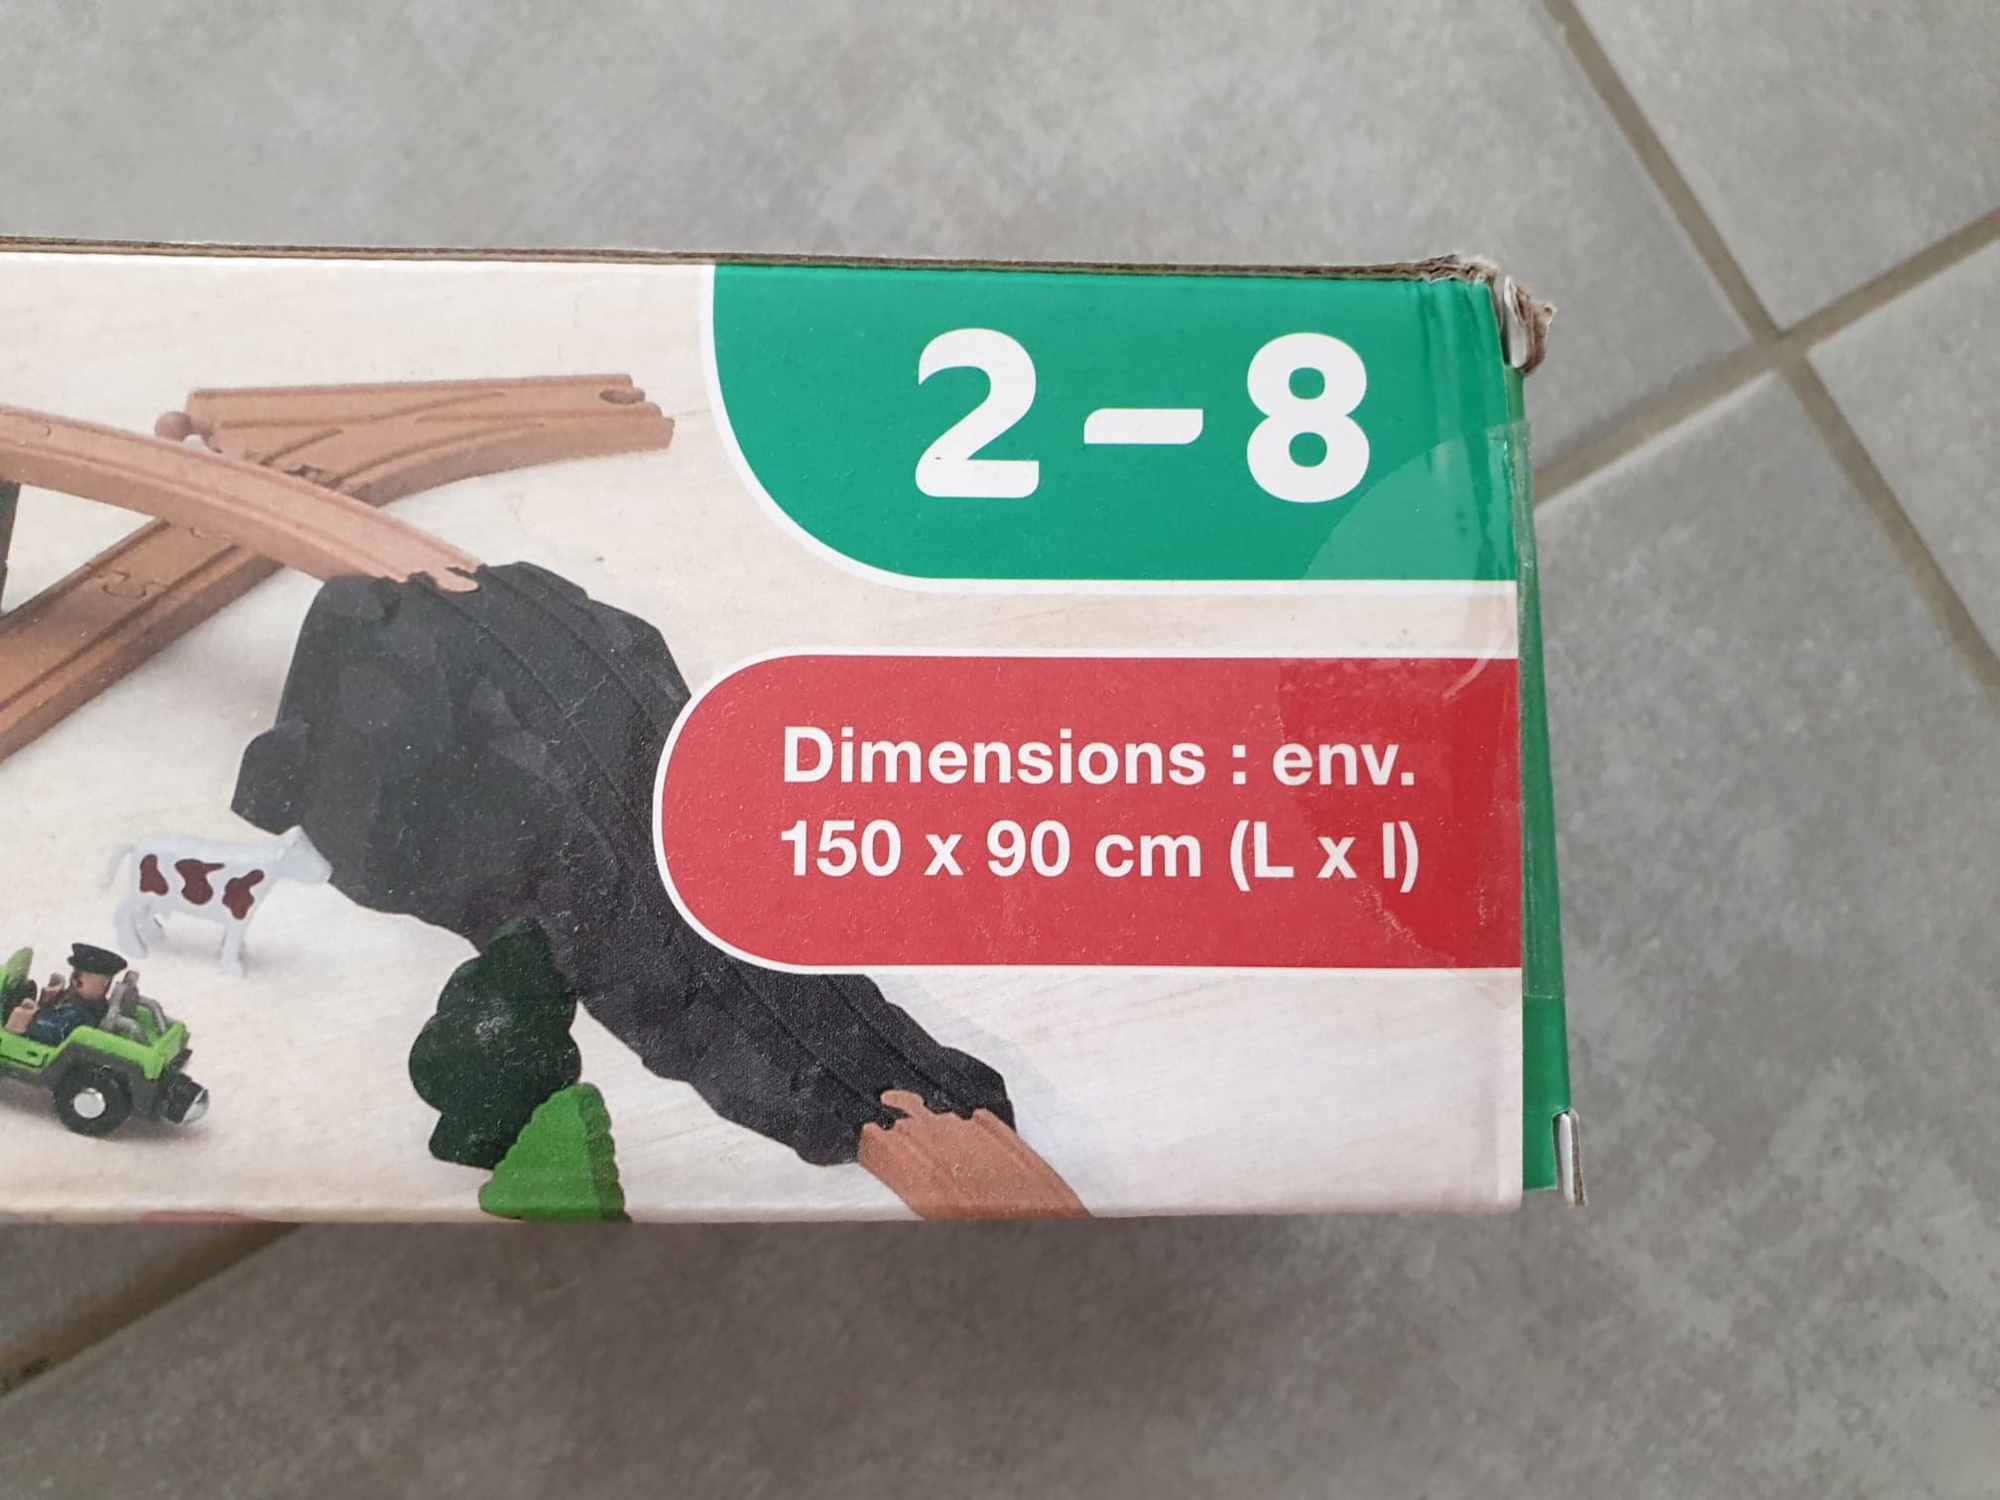 2-8
Dimensions : env.
150 x 90 cm (L x l)